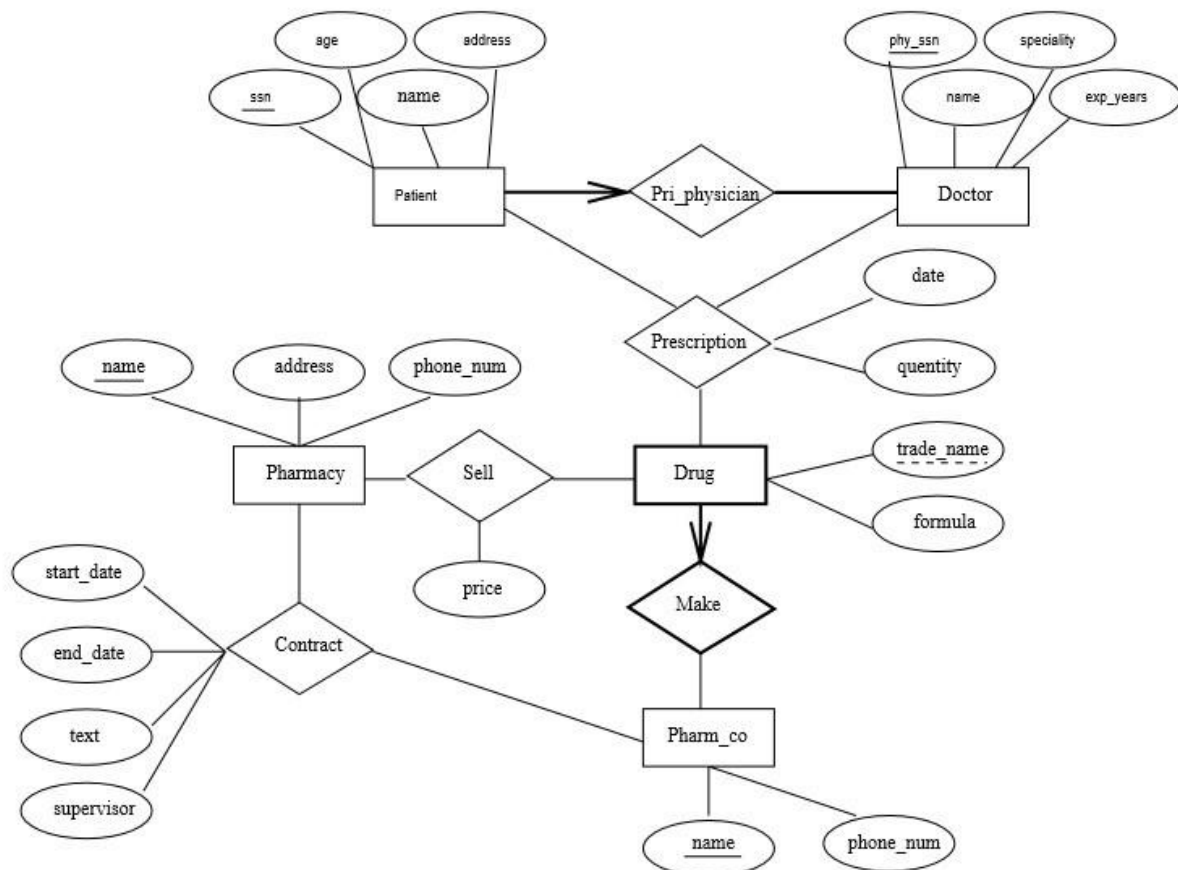 age
address
phy_ssn
speciality
ssn
name
name
exp_years
Patient
Pri_physician
Doctor
date
Prescription
name
address
phone_num
quentity
trade_name
Pharmacy
Sell
Drug
formula
start_date
price
Make
end_date
Contract
text
Pharm_co
supervisor
name
phone_num